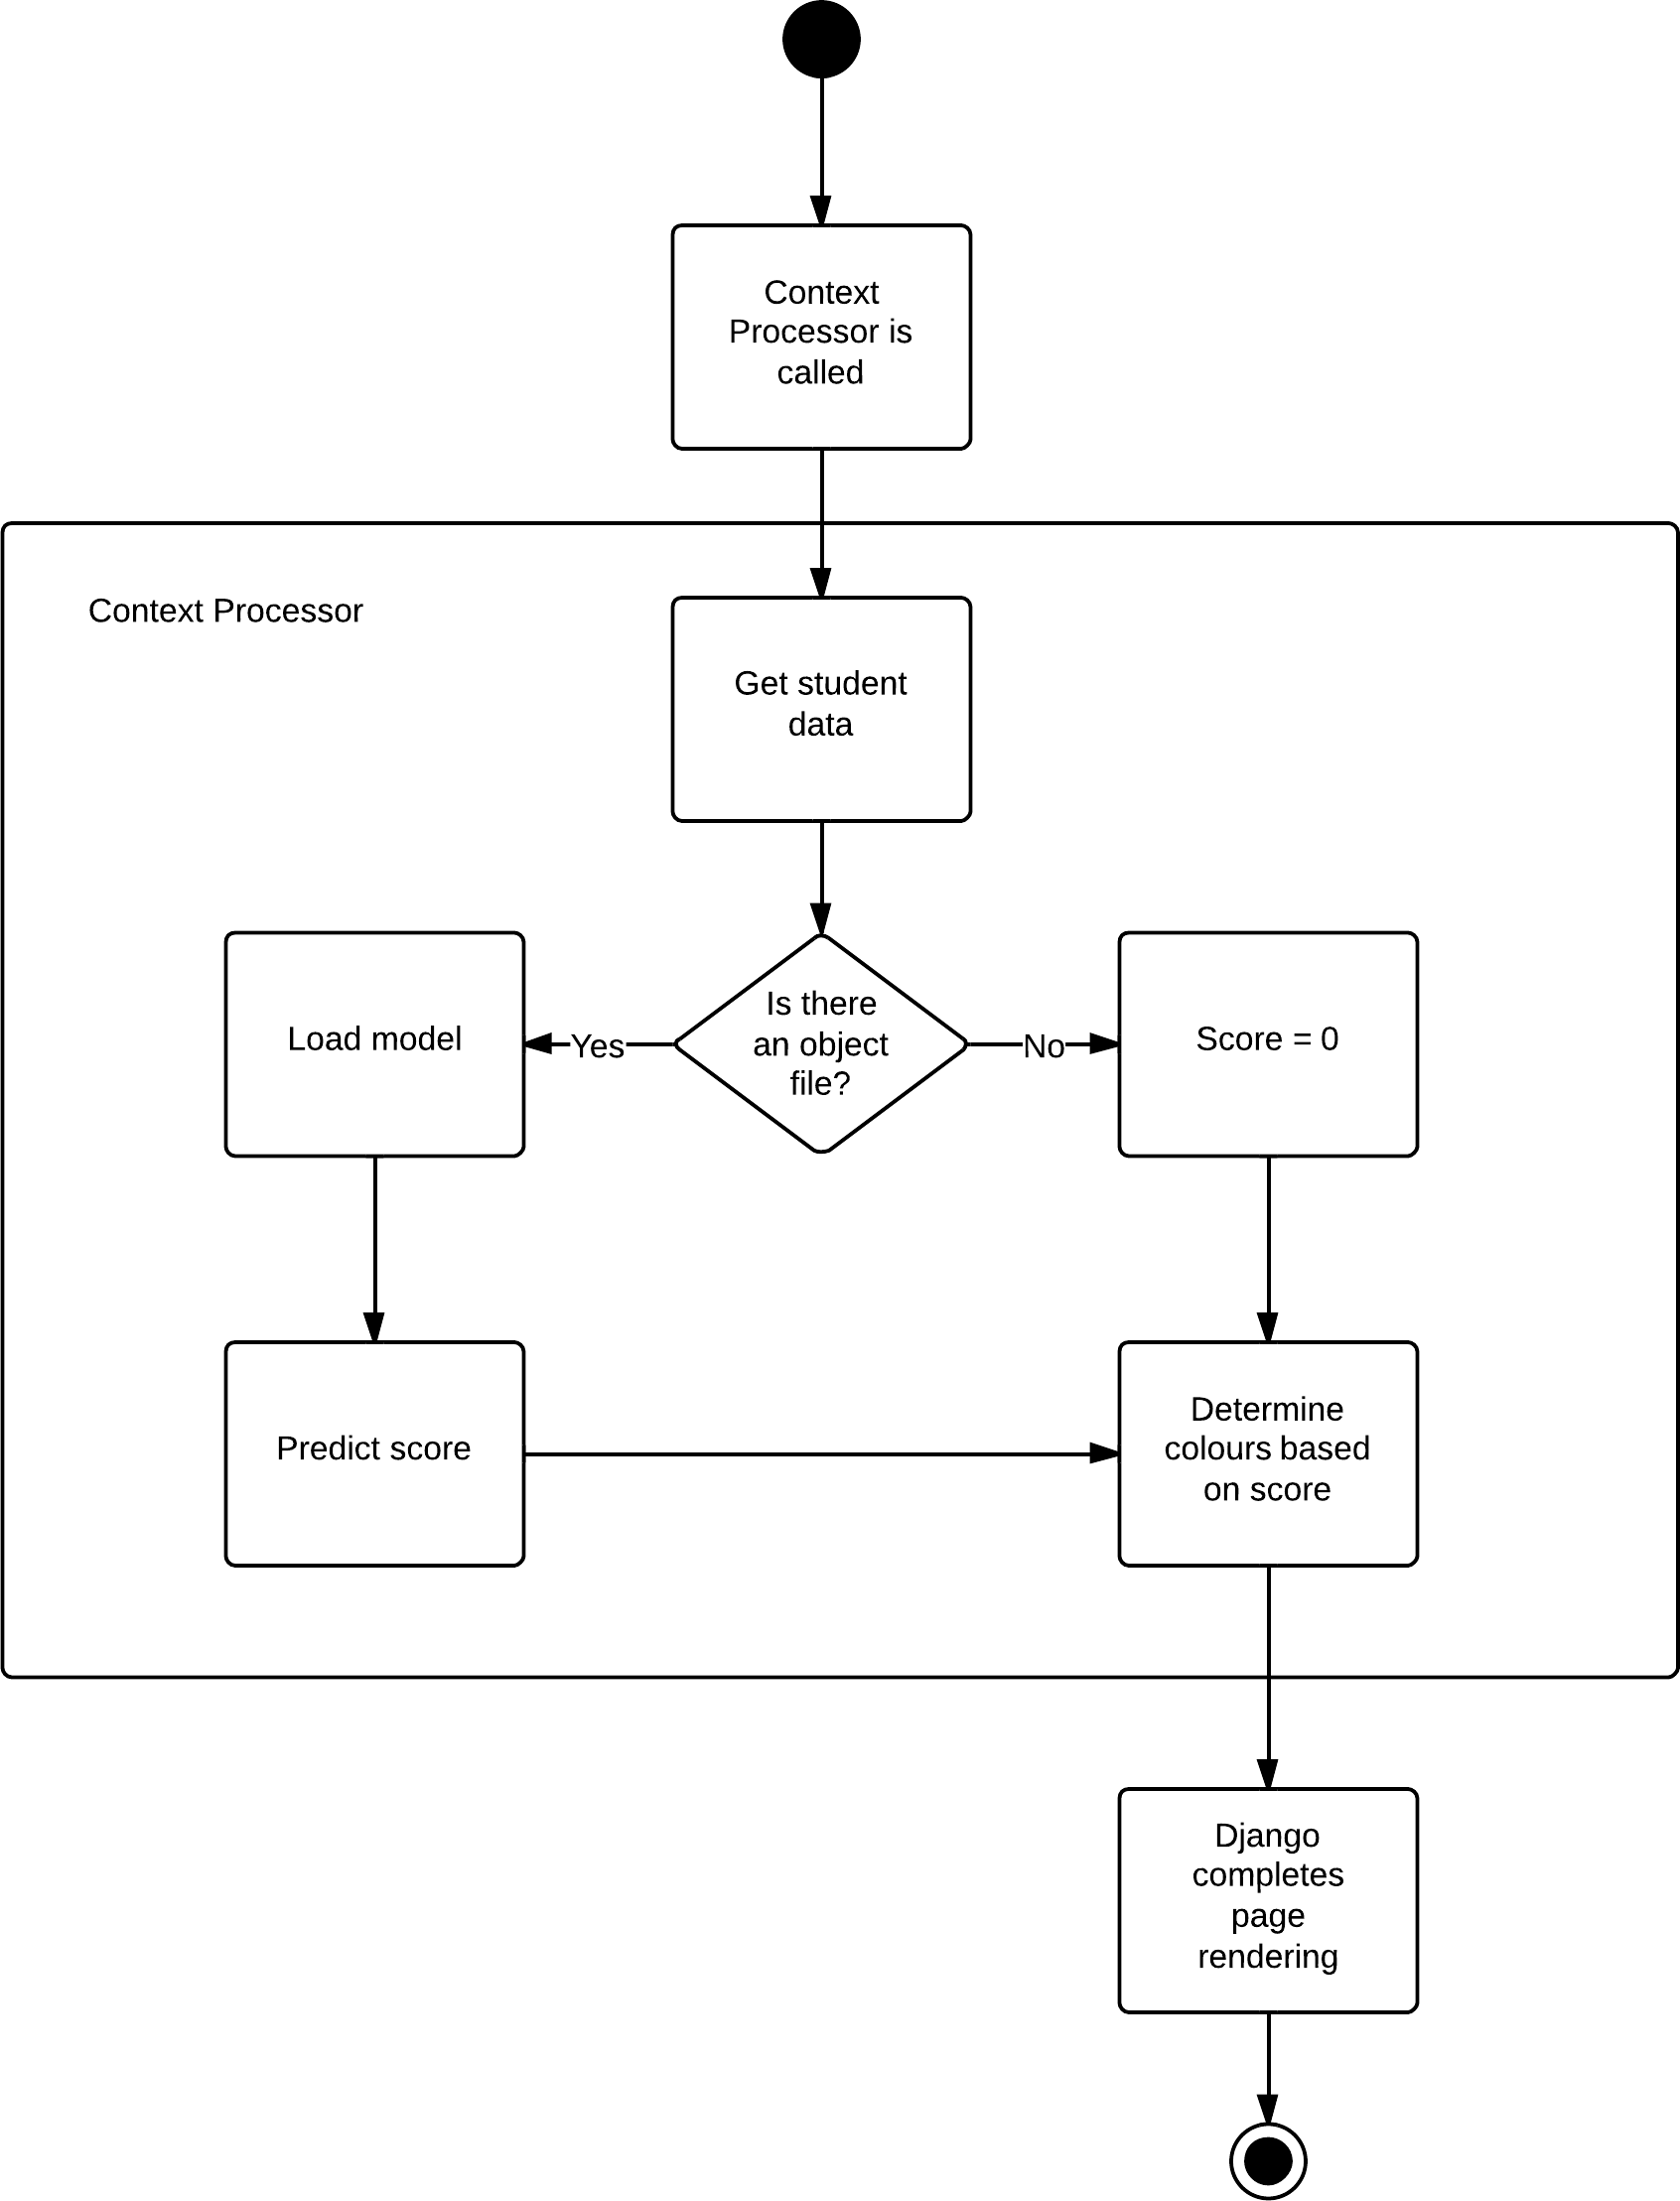 Context
Processor is
called
Context Processor
Get student
data
Load model
Yes
Is there
an object
file?
No
Score = 0
Predict score
Determine
colours based
on score
Django
completes
page
rendering